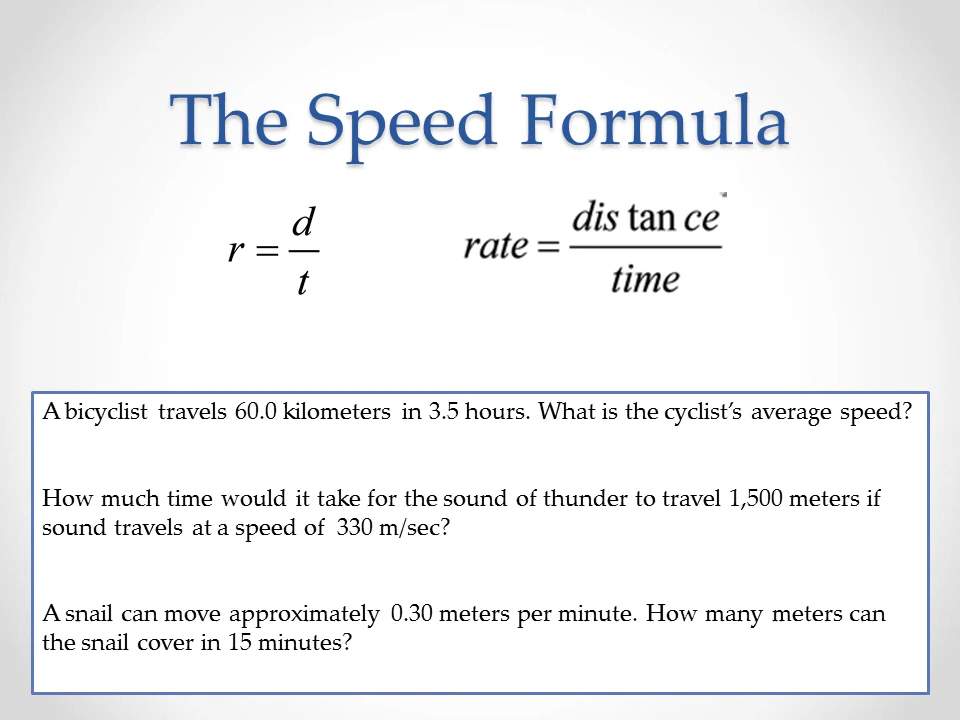 The Speed Formula
r = d/t
rate = dis tan ce/time
A bicyclist travels 60.0 kilometers in 3.5 hours. What is the cyclist’s average speed?
How much time would it take for the sound of thunder to travel 1,500 meters if
sound travels at a speed of 330 m/sec?
A snail can move approximately 0.30 meters per minute. How many meters can
the snail cover in 15 minutes?